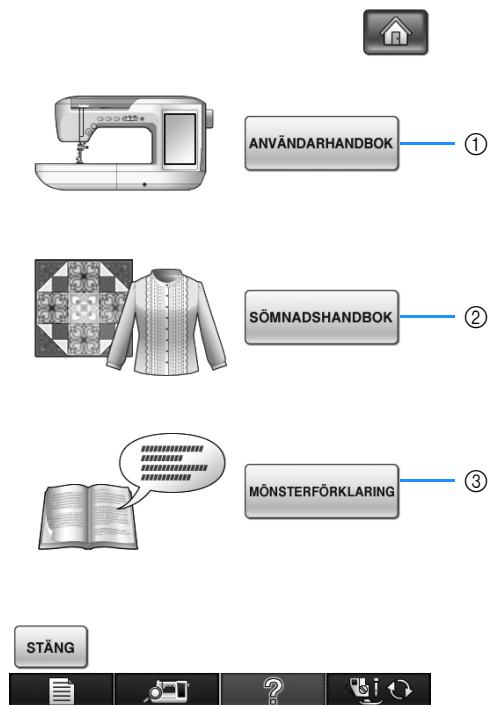 ANVÄNDARHANDBOK ①
SÖMNADSHANDBOK ②
MÖNSTERFÖRKLARING ③
STÄNG
?